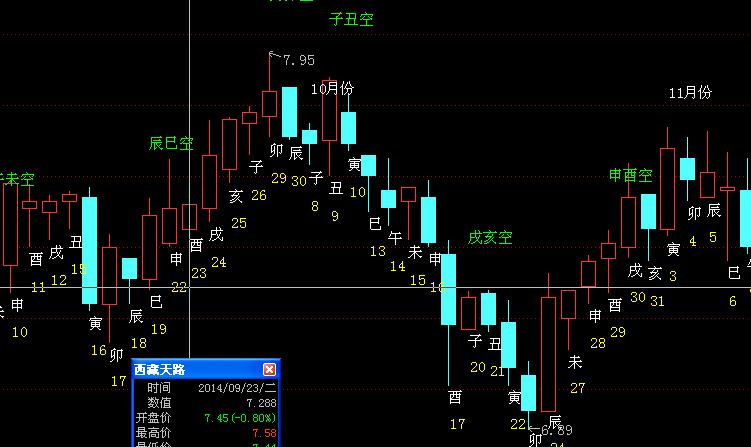 子丑空
7.95
10月份
11月份
辰巳空
未空
申酉空
戌亥空
申 10
酉 11
戌 12
丑 15
寅 16
卯 17
辰 18
巳 19
申 22
酉 23
戌 24
亥 25
子 26
卯 29
辰 30
子 8
丑 9
寅 10
巳 13
午 14
未 15
申 16
酉 17
子 20
丑 21
寅 22
卯
辰
6.89
未 27
申 28
酉 29
戌 30
亥 31
寅 3
卯 4
辰 5
巳 6
西藏天路
时间 2014/09/23/二
数值 7.288
开盘价 7.45(-0.80%)
最高价 7.58